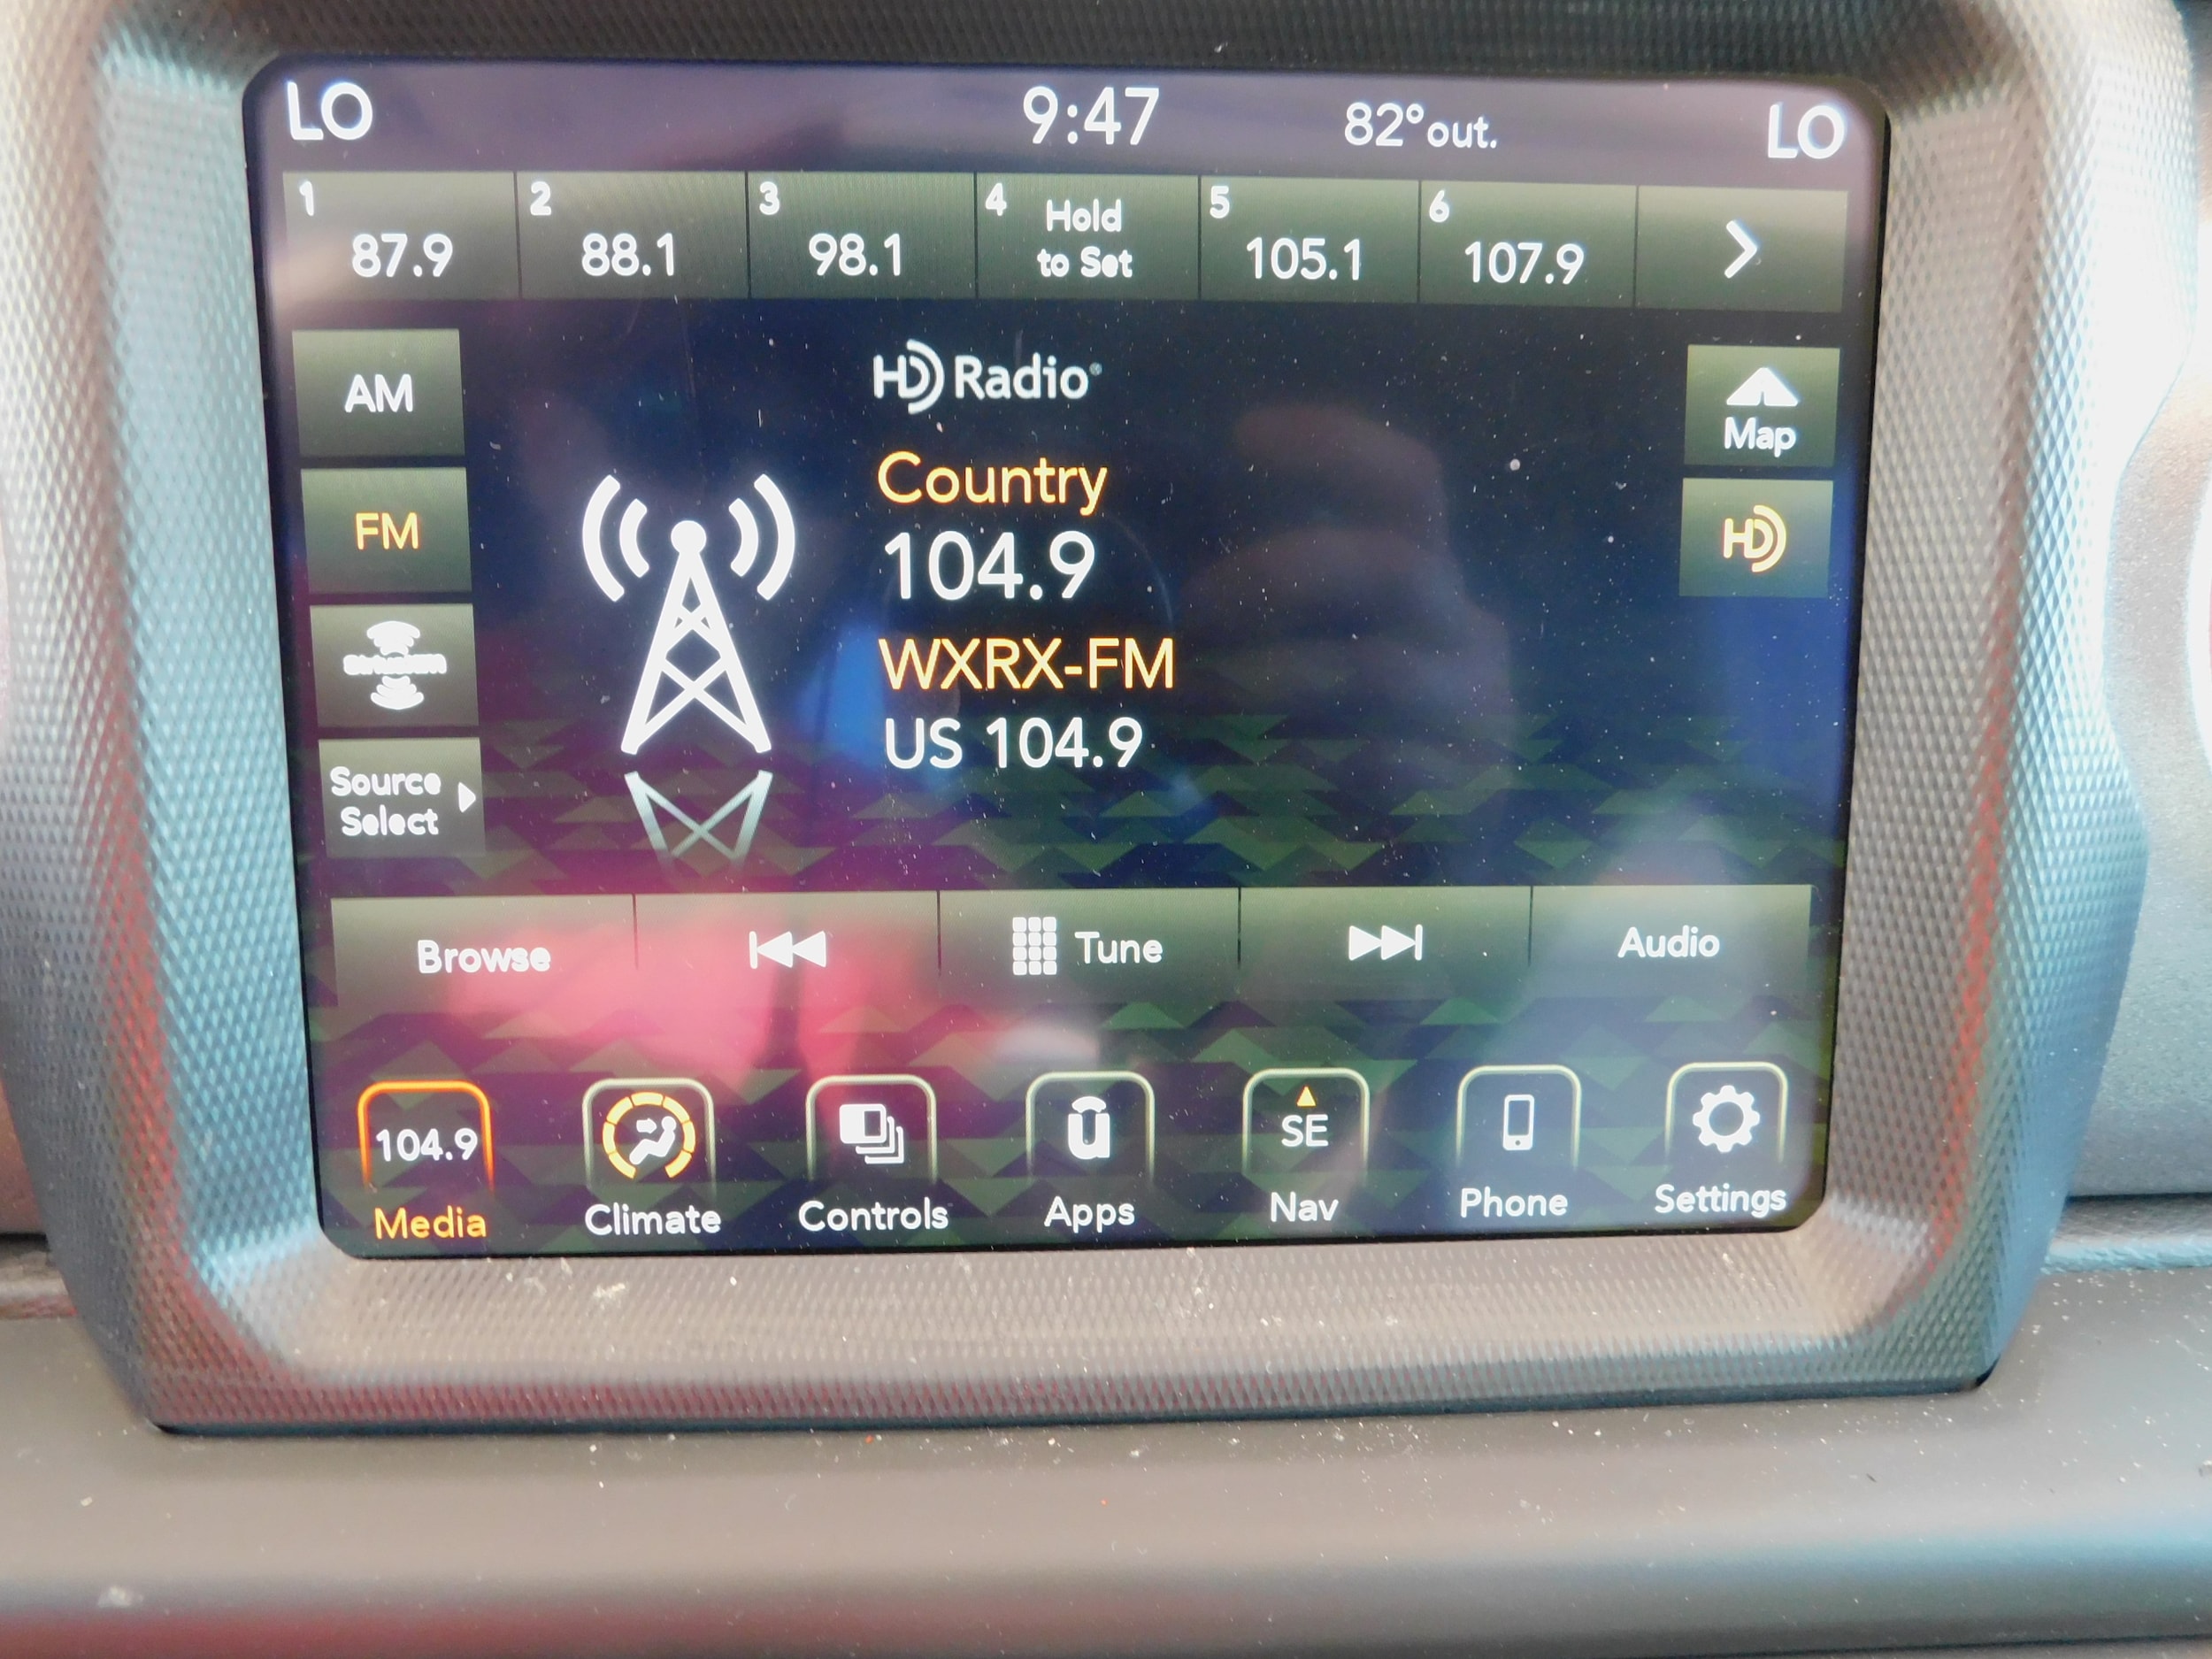 LO 9:47 82° out. LO
1 2 3 4 Hold 5 6
87.9 88.1 98.1 to Set 105.1 107.9
HD Radio®
AM
Map
Country
FM
104.9
HD
SiriusXM
WXRX-FM
US 104.9
Source
Select
Browse Tune Audio
104.9 SE
Media Climate Controls Apps Nav Phone Settings